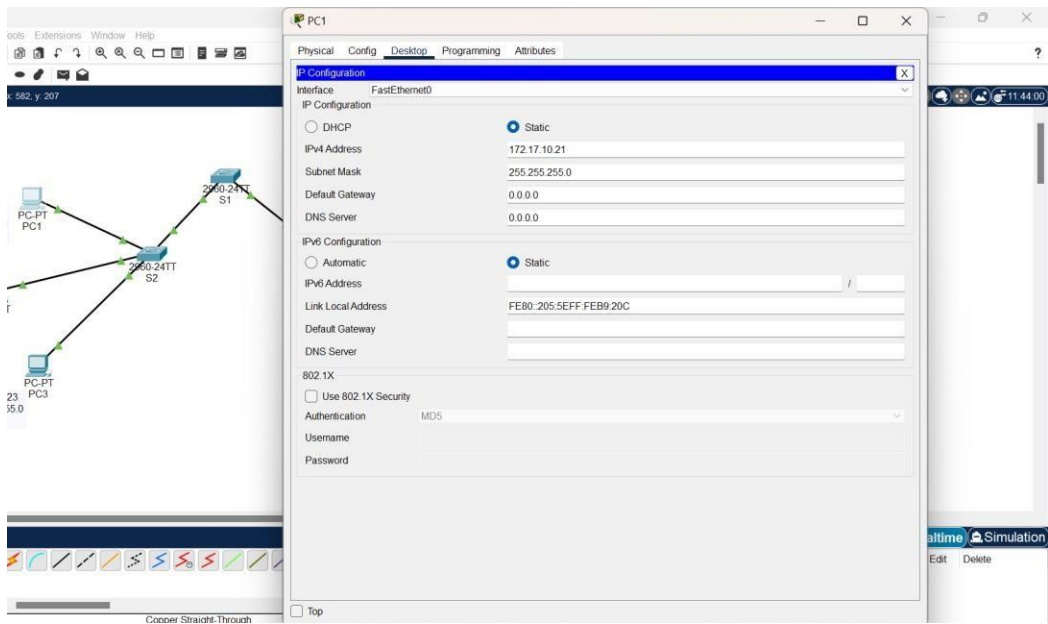 PC1
ools Extensions Window Help
Physical Config Desktop Programming Attributes
?
IP Configuration X
x: 582, y: 207
Interface FastEthernet0
11:44:00
IP Configuration
DHCP Static
IPv4 Address 172.17.10.21
Subnet Mask 255.255.255.0
Default Gateway 0.0.0.0
DNS Server 0.0.0.0
2960-24TT
S1
PC-PT
PC1
2960-24TT
S2
IPv6 Configuration
Automatic Static
IPv6 Address /
Link Local Address FE80::205:5EFF:FEB9:20C
Default Gateway
DNS Server
802.1X
Use 802.1X Security
Authentication MD5
Username
Password
PC-PT
23 PC3
55.0
altime Simulation
Edit Delete
Top
Copper Straight-Through